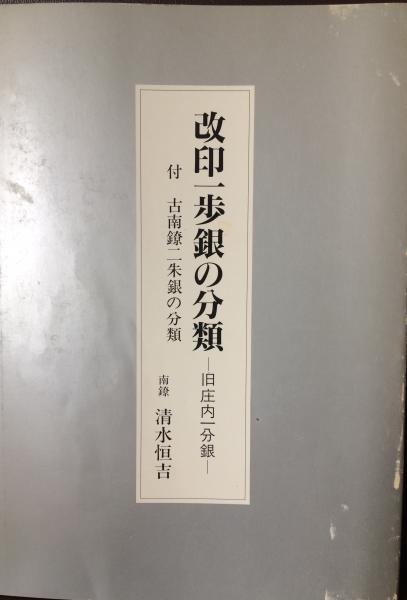 改印一歩銀の分類
―旧庄内一分銀―
付 古南鐐二朱銀の分類
南鐐 清水恒吉